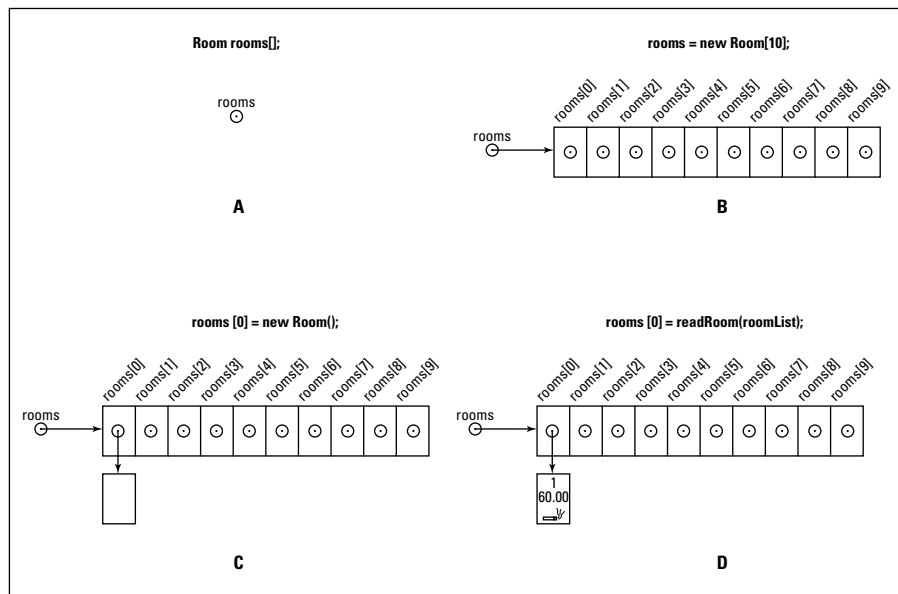 Room rooms[];
rooms
A
rooms = new Room[10];
rooms[0] rooms[1] rooms[2] rooms[3] rooms[4] rooms[5] rooms[6] rooms[7] rooms[8] rooms[9]
rooms
B
rooms [0] = new Room();
rooms[0] rooms[1] rooms[2] rooms[3] rooms[4] rooms[5] rooms[6] rooms[7] rooms[8] rooms[9]
rooms
C
rooms [0] = readRoom(roomList);
rooms[0] rooms[1] rooms[2] rooms[3] rooms[4] rooms[5] rooms[6] rooms[7] rooms[8] rooms[9]
rooms
1
60.00
D